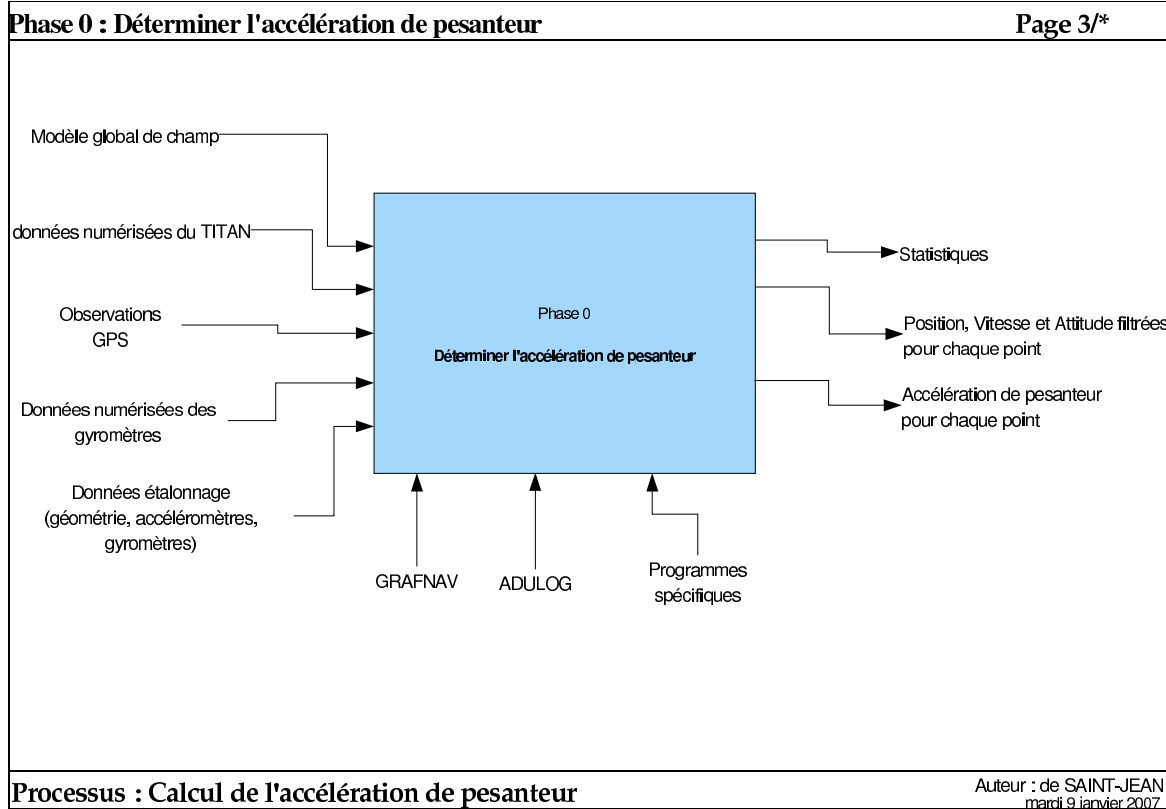 Phase 0 : Déterminer l'accélération de pesanteur
Page 3/*
Modèle global de champ
données numérisées du TITAN
Observations
GPS
Données numérisées des
gyromètres
Données étalonnage
(géométrie, accéléromètres,
gyromètres)
Phase 0
Déterminer l'accélération de pesanteur
Statistiques
Position, Vitesse et Attitude filtrées
pour chaque point
Accélération de pesanteur
pour chaque point
GRAFNAV
ADULOG
Programmes
spécifiques
Processus : Calcul de l'accélération de pesanteur
Auteur : de SAINT-JEAN
mardi 9 janvier 2007